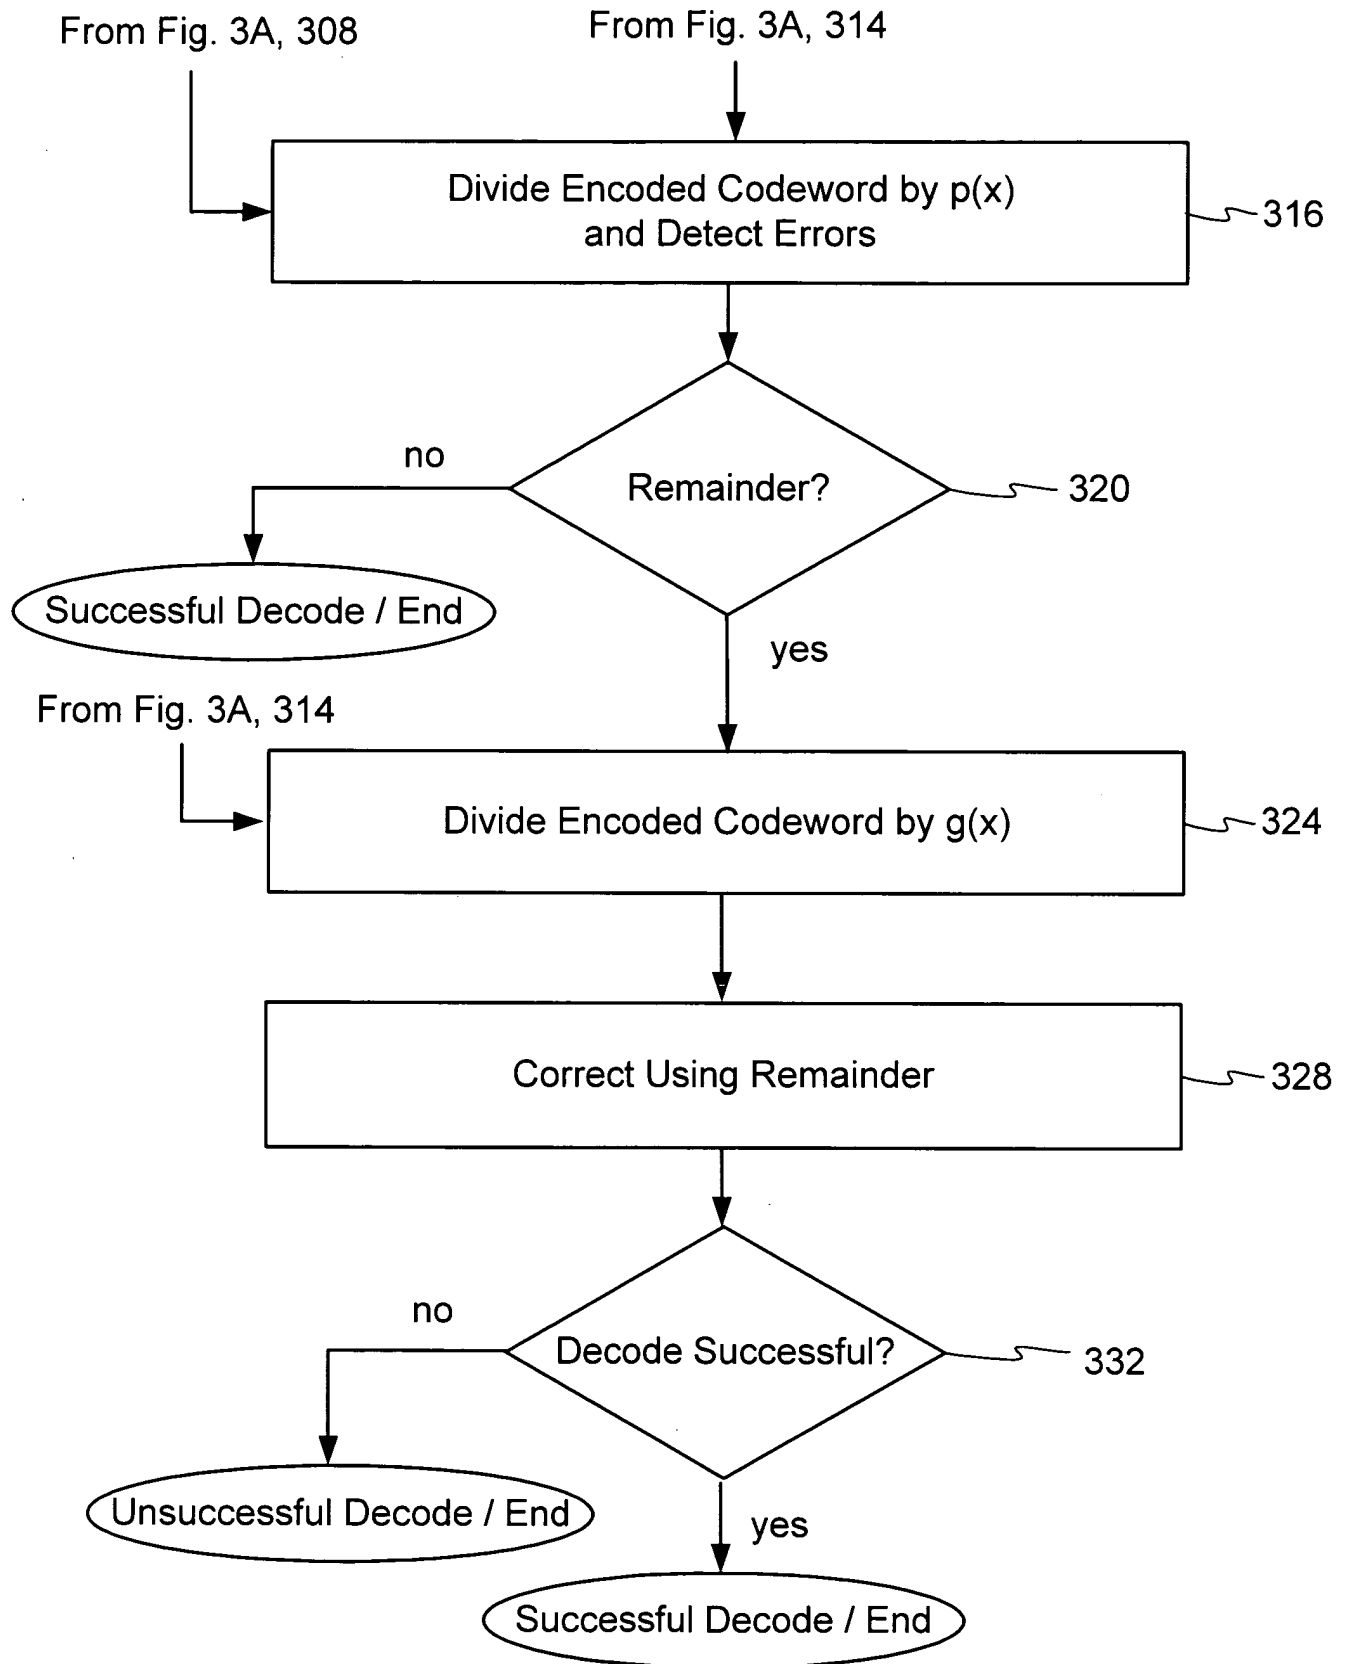 From Fig. 3A, 308
From Fig. 3A, 314
Divide Encoded Codeword by p(x)
and Detect Errors
316
no
Remainder?
320
Successful Decode / End
yes
From Fig. 3A, 314
Divide Encoded Codeword by g(x)
324
Correct Using Remainder
328
no
Decode Successful?
332
Unsuccessful Decode / End
yes
Successful Decode / End